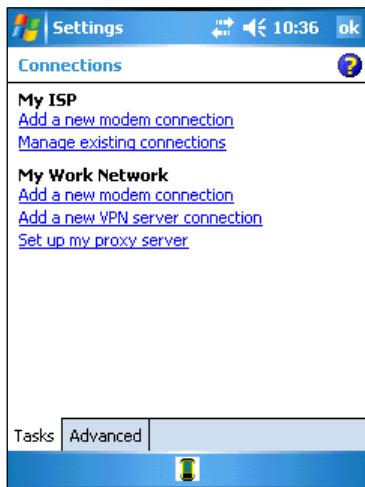 Settings 10:36 ok
Connections ?
My ISP
Add a new modem connection
Manage existing connections
My Work Network
Add a new modem connection
Add a new VPN server connection
Set up my proxy server
Tasks Advanced